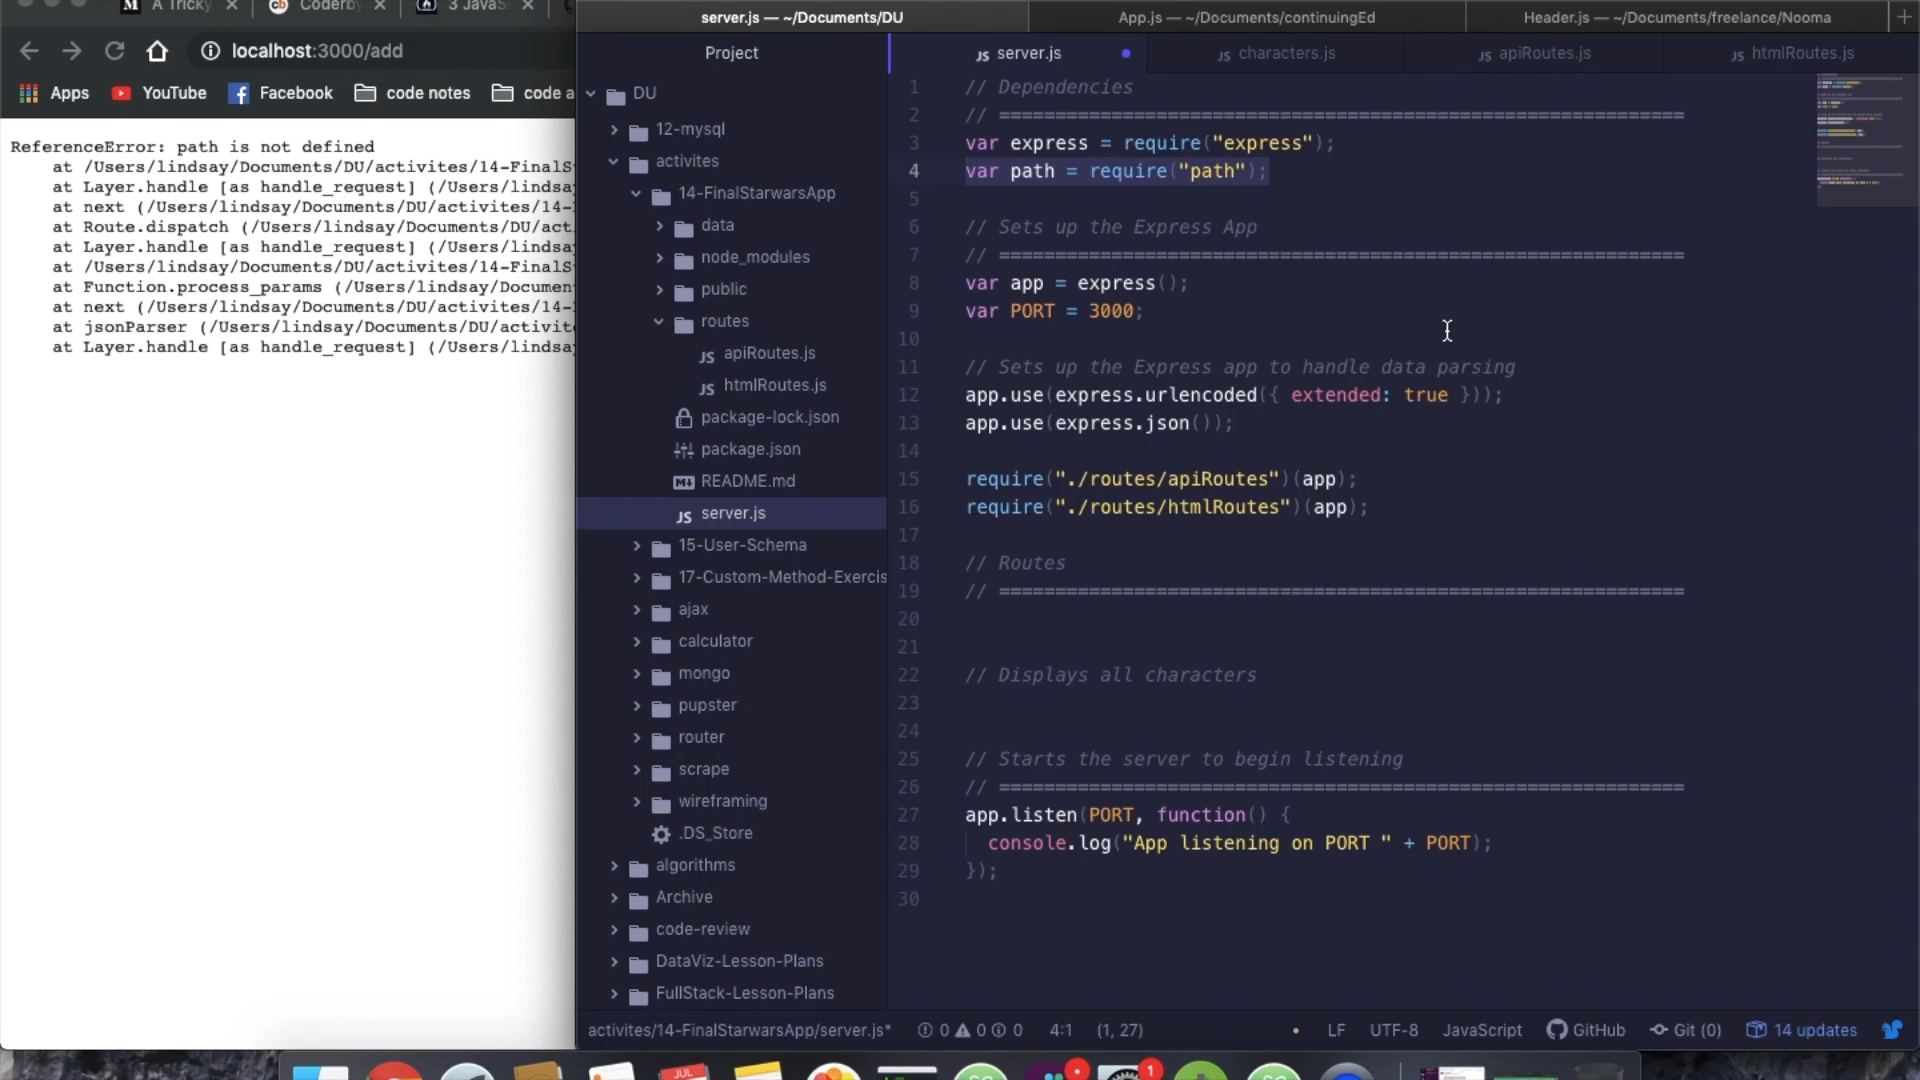 A Tricky
Coderby
3 JavaS
server.js — ~/Documents/DU
App.js — ~/Documents/continuingEd
Header.js — ~/Documents/freelance/Nooma
localhost:3000/add
Apps
YouTube
Facebook
code notes
code a
ReferenceError: path is not defined
at /Users/lindsay/Documents/DU/activites/14-FinalSt
at Layer.handle [as handle_request] (/Users/lindsay
at next (/Users/lindsay/Documents/DU/activites/14-
at Route.dispatch (/Users/lindsay/Documents/DU/act
at Layer.handle [as handle_request] (/Users/lindsay
at /Users/lindsay/Documents/DU/activites/14-FinalSt
at Function.process_params (/Users/lindsay/Document
at next (/Users/lindsay/Documents/DU/activites/14-
at jsonParser (/Users/lindsay/Documents/DU/activite
at Layer.handle [as handle_request] (/Users/lindsay
Project
DU
12-mysql
activites
14-FinalStarwarsApp
data
node_modules
public
routes
apiRoutes.js
htmlRoutes.js
package-lock.json
package.json
README.md
server.js
15-User-Schema
17-Custom-Method-Exercis
ajax
calculator
mongo
pupster
router
scrape
wireframing
.DS_Store
algorithms
Archive
code-review
DataViz-Lesson-Plans
FullStack-Lesson-Plans
server.js
characters.js
apiRoutes.js
htmlRoutes.js
1 // Dependencies
2 // =============================================================
3 var express = require("express");
4 var path = require("path");
5
6 // Sets up the Express App
7 // =============================================================
8 var app = express();
9 var PORT = 3000;
10
11 // Sets up the Express app to handle data parsing
12 app.use(express.urlencoded({ extended: true }));
13 app.use(express.json());
14
15 require("./routes/apiRoutes")(app);
16 require("./routes/htmlRoutes")(app);
17
18 // Routes
19 // =============================================================
20
21
22 // Displays all characters
23
24
25 // Starts the server to begin listening
26 // =============================================================
27 app.listen(PORT, function() {
28 console.log("App listening on PORT " + PORT);
29 });
30
activites/14-FinalStarwarsApp/server.js* 0 0 0 4:1 (1, 27)
LF UTF-8 JavaScript GitHub Git (0) 14 updates
JUL
1